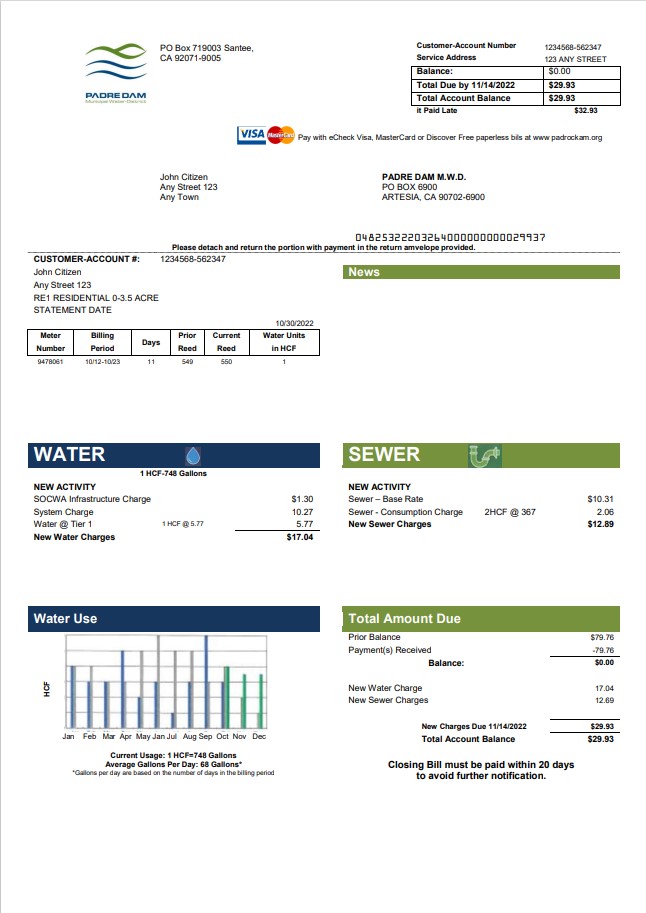 PO Box 719003 Santee,
CA 92071-9005
PADRE DAM
Municipal Water District
Customer-Account Number 1234568-562347
Service Address 123 ANY STREET
Balance: $0.00
Total Due by 11/14/2022 $29.93
Total Account Balance $29.93
it Paid Late $32.93
VISA MasterCard Pay with eCheck Visa, MasterCard or Discover Free paperless bils at www.padrockam.org
John Citizen
Any Street 123
Any Town
PADRE DAM M.W.D.
PO BOX 6900
ARTESIA, CA 90702-6900
Please detach and return the portion with payment in the return amvelope provided.
CUSTOMER-ACCOUNT #: 1234568-562347
John Citizen
Any Street 123
RE1 RESIDENTIAL 0-3.5 ACRE
STATEMENT DATE
10/30/2022
News
Meter Number Billing Period Days Prior Reed Current Reed Water Units in HCF
9478061 10/12-10/23 11 549 550 1
WATER
1 HCF-748 Gallons
NEW ACTIVITY
SOCWA Infrastructure Charge $1.30
System Charge 10.27
Water @ Tier 1 1 HCF @ 5.77 5.77
New Water Charges $17.04
SEWER
NEW ACTIVITY
Sewer – Base Rate $10.31
Sewer - Consumption Charge 2HCF @ 367 2.06
New Sewer Charges $12.89
Water Use
HCF
Jan Feb Mar Apr May Jan Jul Aug Sep Oct Nov Dec
Current Usage: 1 HCF=748 Gallons
Average Gallons Per Day: 68 Gallons*
*Gallons per day are based on the number of days in the billing period
Total Amount Due
Prior Balance $79.76
Payment(s) Received -79.76
Balance: $0.00
New Water Charge 17.04
New Sewer Charges 12.69
New Charges Due 11/14/2022 $29.93
Total Account Balance $29.93
Closing Bill must be paid within 20 days
to avoid further notification.